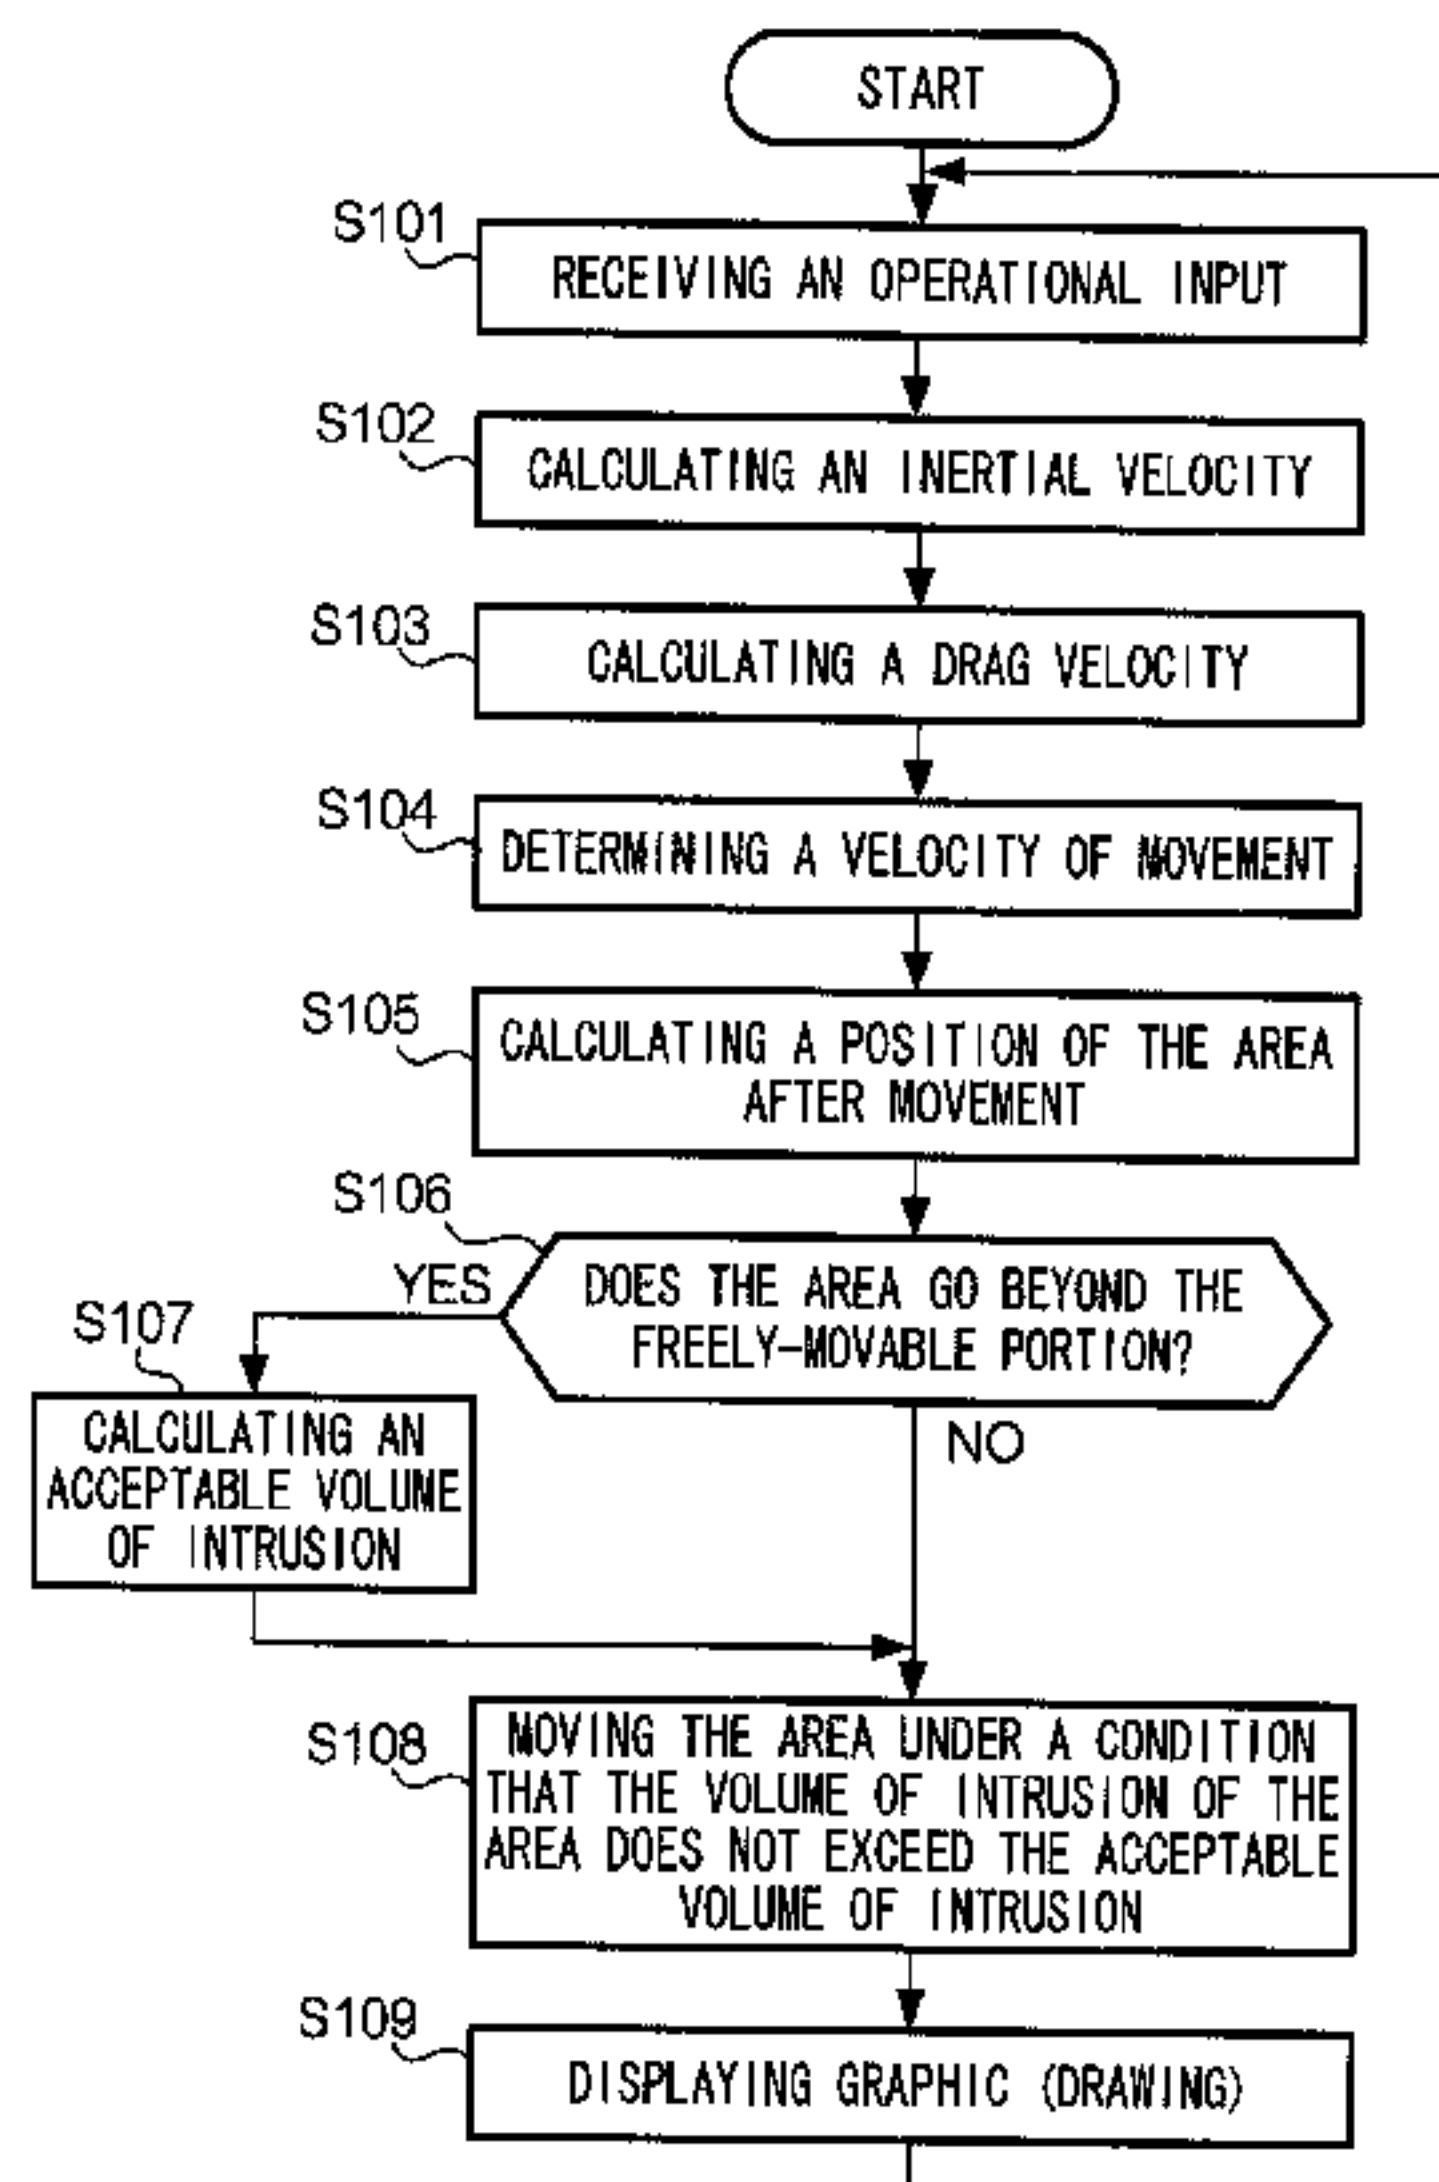 START
S101
RECEIVING AN OPERATIONAL INPUT
S102
CALCULATING AN INERTIAL VELOCITY
S103
CALCULATING A DRAG VELOCITY
S104
DETERMINING A VELOCITY OF MOVEMENT
S105
CALCULATING A POSITION OF THE AREA
AFTER MOVEMENT
S106
DOES THE AREA GO BEYOND THE
FREELY-MOVABLE PORTION?
YES
NO
S107
CALCULATING AN
ACCEPTABLE VOLUME
OF INTRUSION
S108
MOVING THE AREA UNDER A CONDITION
THAT THE VOLUME OF INTRUSION OF THE
AREA DOES NOT EXCEED THE ACCEPTABLE
VOLUME OF INTRUSION
S109
DISPLAYING GRAPHIC (DRAWING)